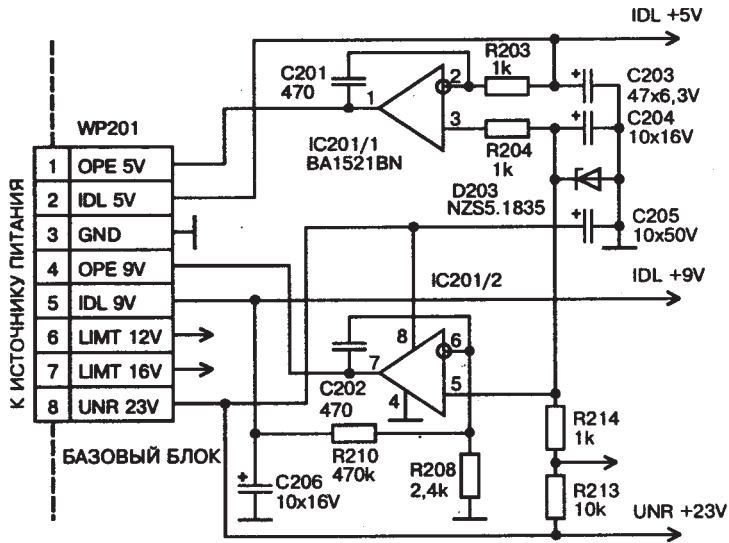 IDL +5V
C201
470
R203
1k
C203
47x6,3V
C204
10x16V
1
2
3
IC201/1
BA1521BN
R204
1k
D203
NZS5.1835
C205
10x50V
К ИСТОЧНИКУ ПИТАНИЯ
WP201
1 OPE 5V
2 IDL 5V
3 GND
4 OPE 9V
5 IDL 9V
6 LIMT 12V
7 LIMT 16V
8 UNR 23V
БАЗОВЫЙ БЛОК
IC201/2
IDL +9V
8
6
7
5
4
C202
470
R210
470k
R208
2,4k
C206
10x16V
R214
1k
R213
10k
UNR +23V
+
+
+
+